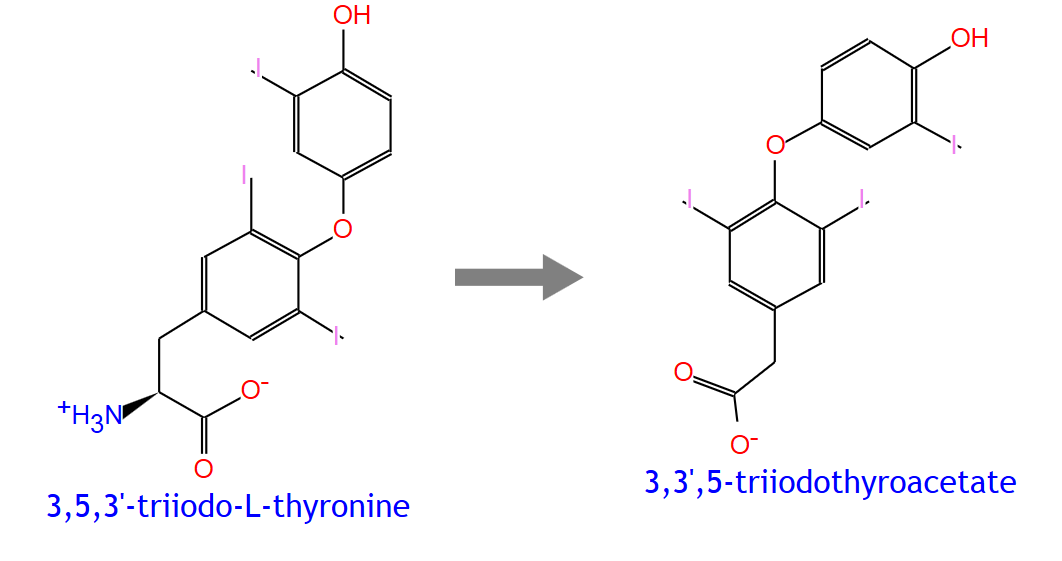 OH
I
I
O
I
O⁻
⁺H₃N
O
3,5,3'-triiodo-L-thyronine
OH
I
O
I
I
O
O⁻
3,3',5-triiodothyroacetate